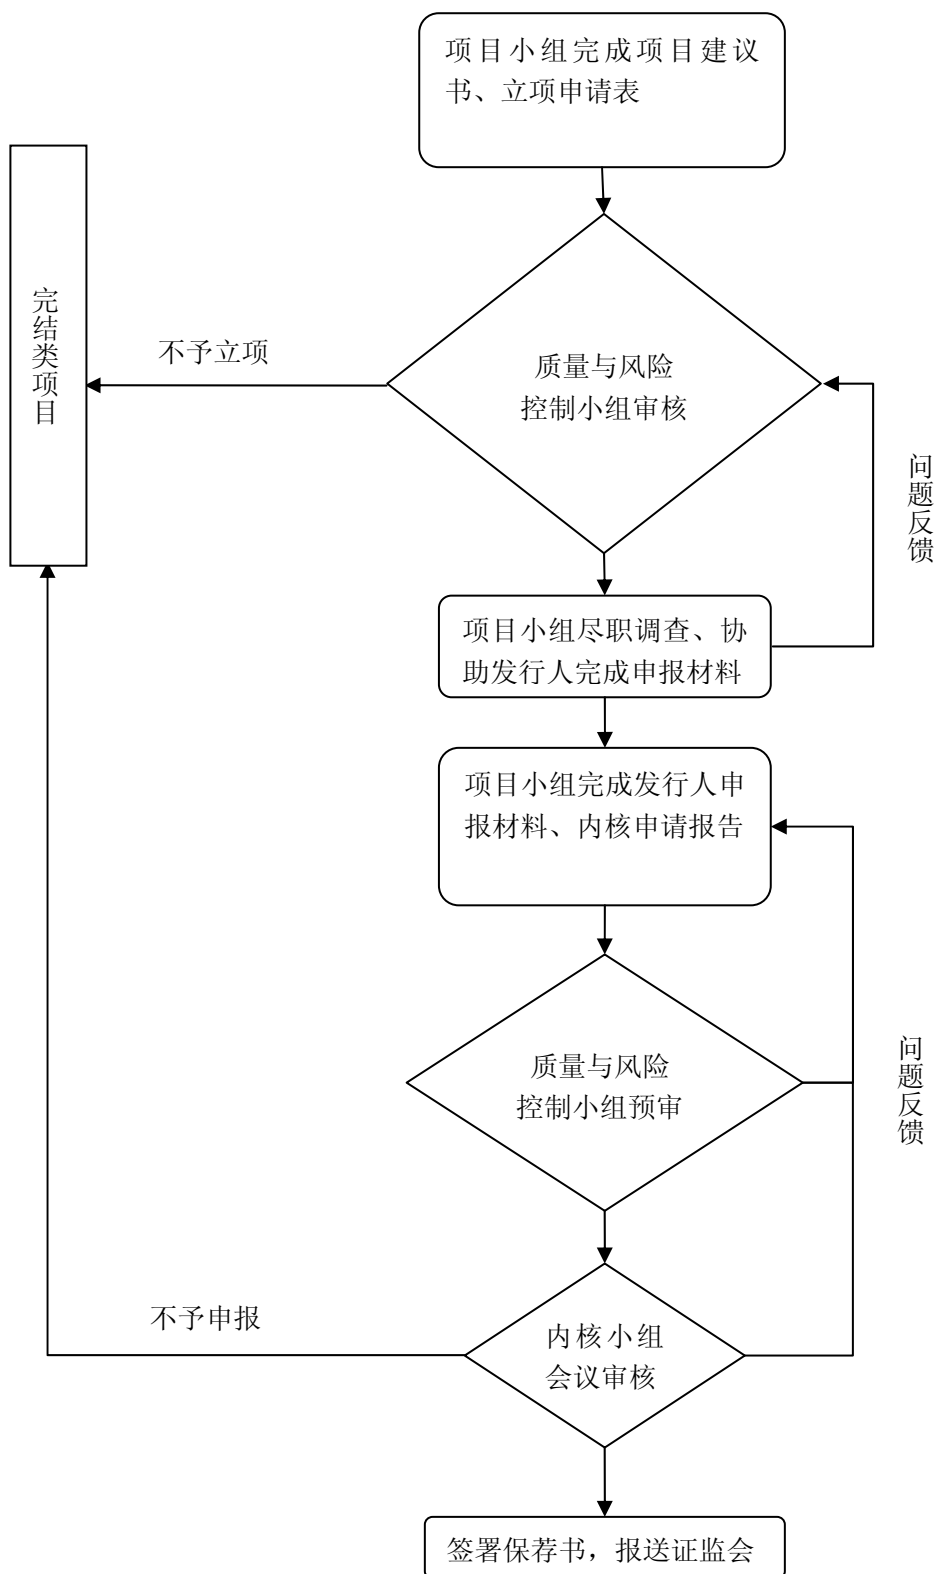 项目小组完成项目建议
书、立项申请表
完结类项目
不予立项
质量与风险
控制小组审核
问题反馈
项目小组尽职调查、协
助发行人完成申报材料
项目小组完成发行人申
报材料、内核申请报告
质量与风险
控制小组预审
问题反馈
不予申报
内核小组
会议审核
签署保荐书，报送证监会